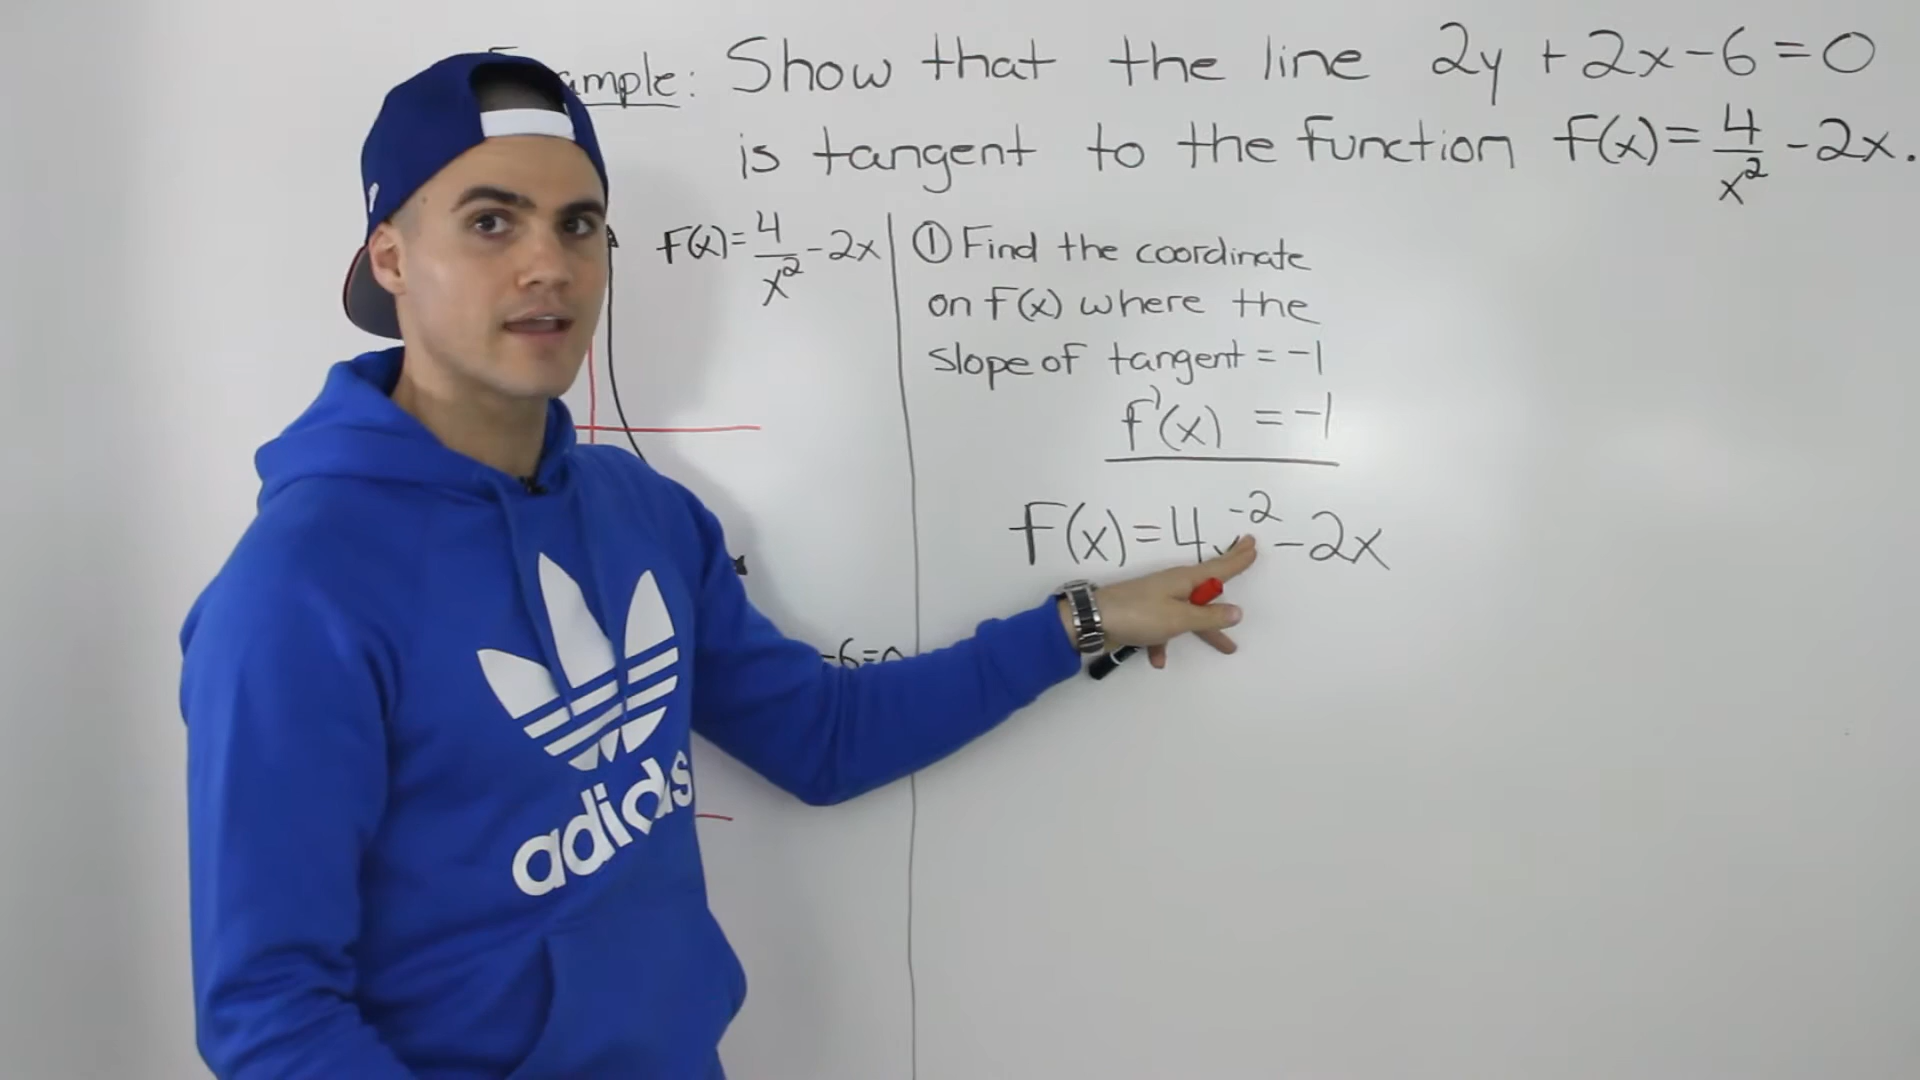 ample: Show that the line 2y + 2x - 6 = 0
is tangent to the function f(x) = 4/x² - 2x.
f(x) = 4/x² - 2x
① Find the coordinate
on f(x) where the
slope of tangent = -1
f'(x) = -1
f(x) = 4x⁻² - 2x
-6=0
adidas